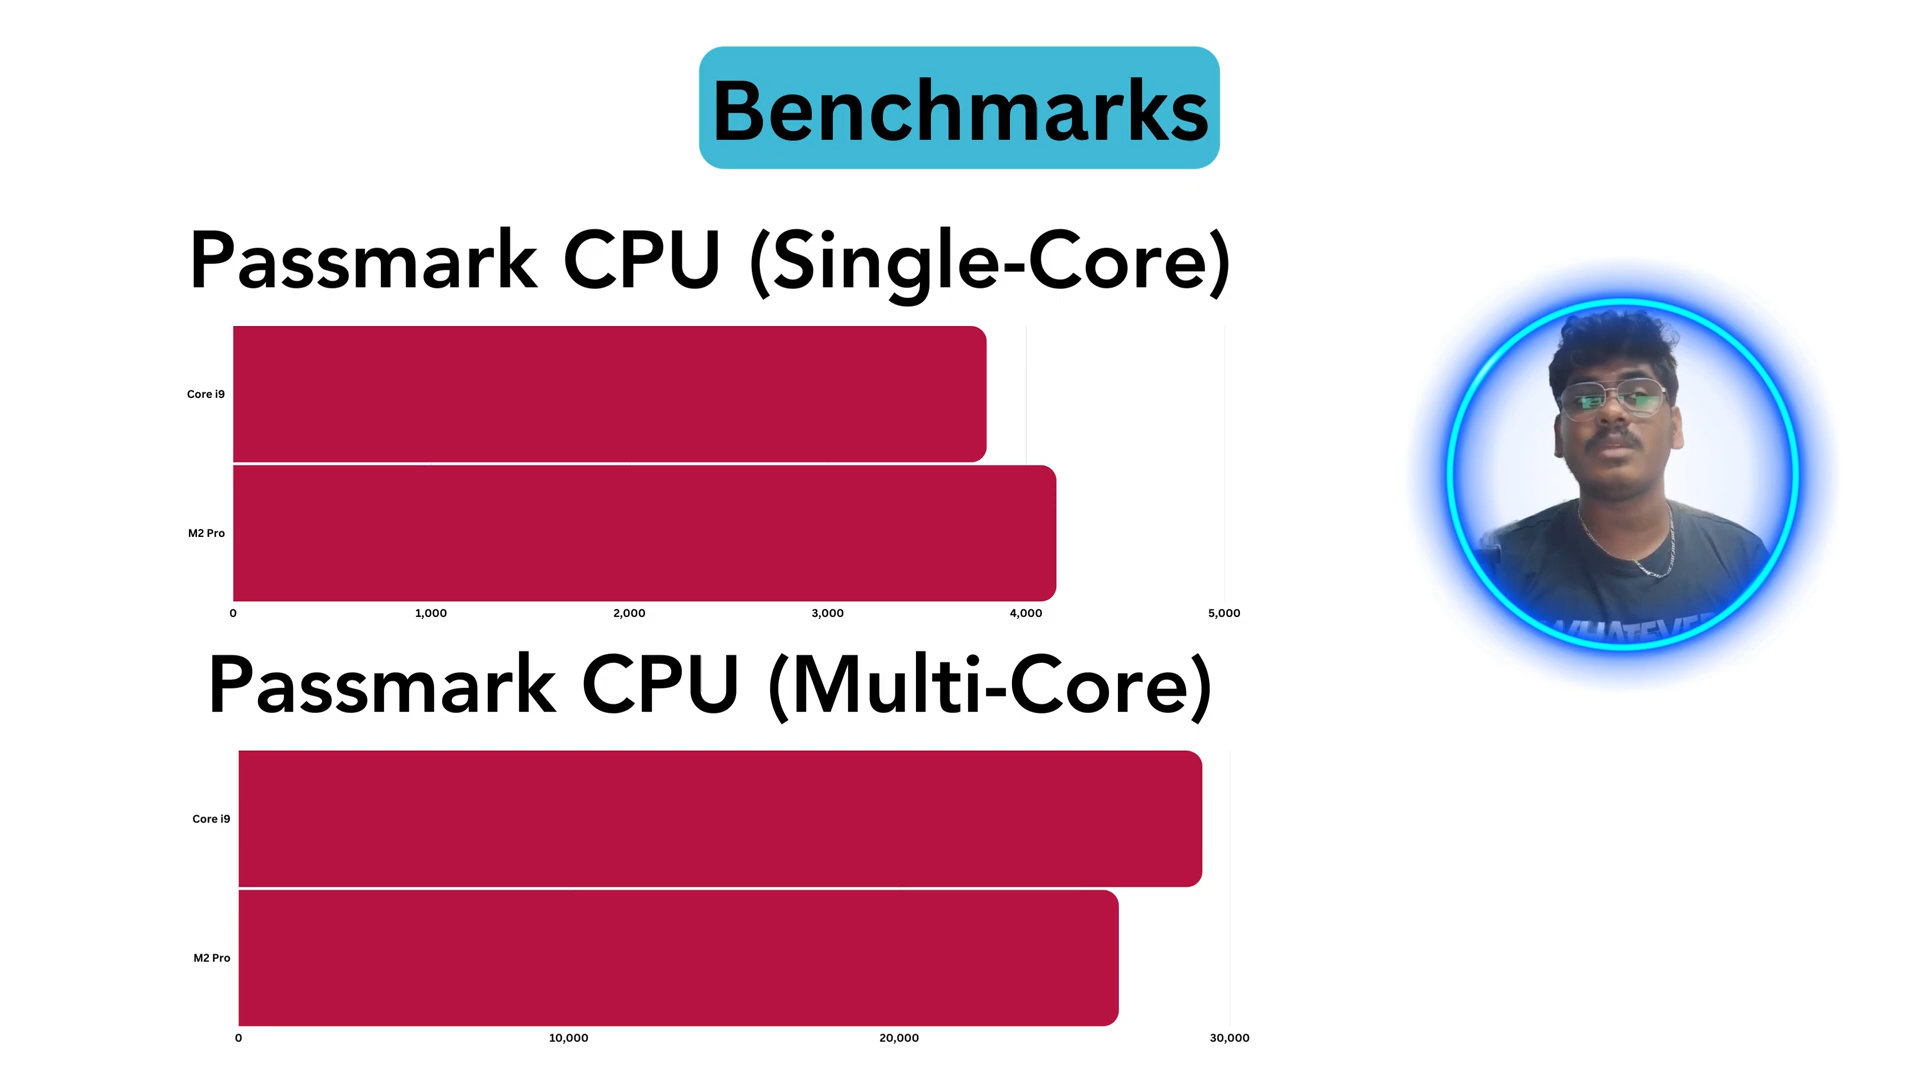 Benchmarks
Passmark CPU (Single-Core)
Core i9
M2 Pro
0 1,000 2,000 3,000 4,000 5,000
WHATEVER
Passmark CPU (Multi-Core)
Core i9
M2 Pro
0 10,000 20,000 30,000